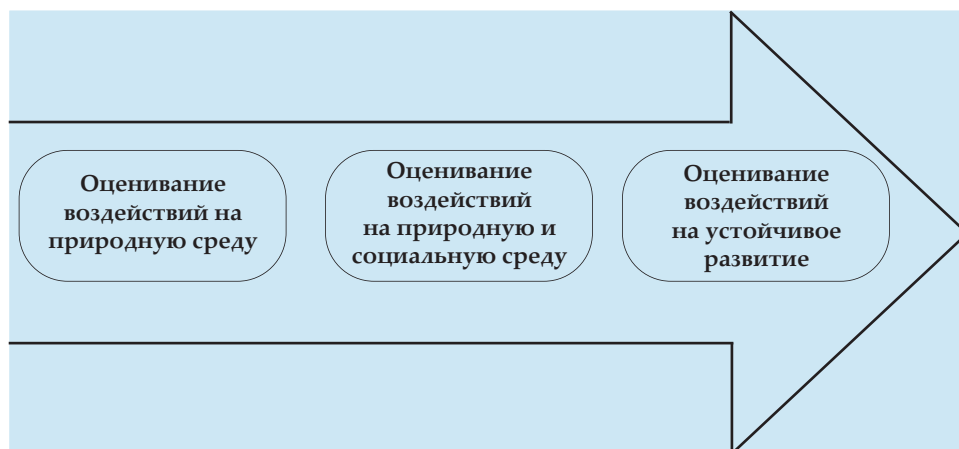 Оценивание
воздействий на
природную среду
Оценивание
воздействий
на природную и
социальную среду
Оценивание
воздействий
на устойчивое
развитие